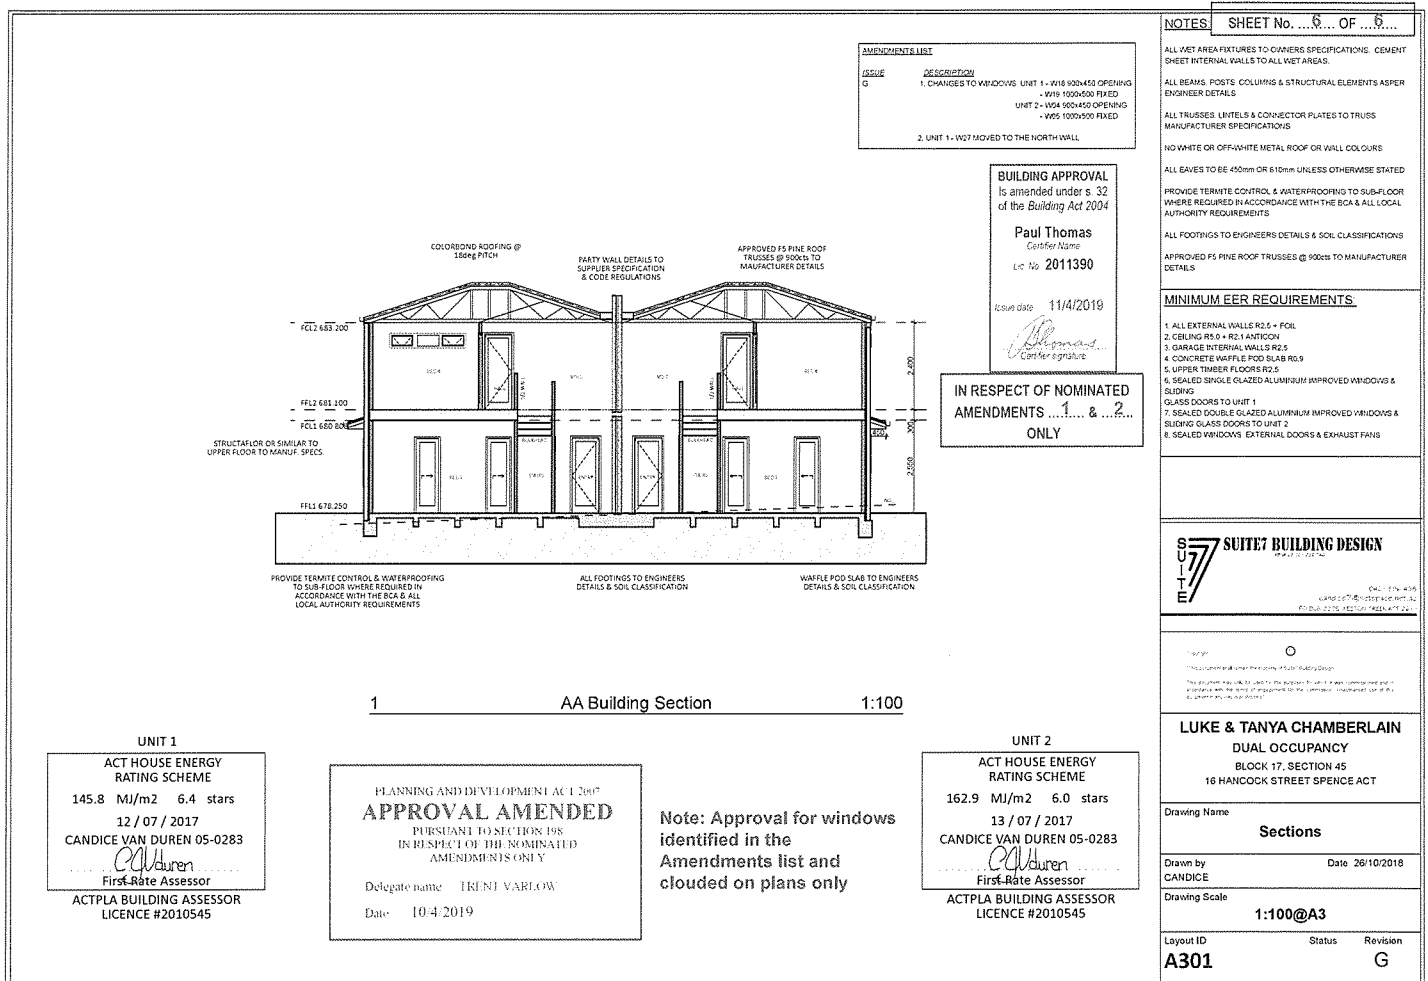 NOTES:
SHEET No. ....6.... OF ....6....
ALL WET AREA FIXTURES TO OWNERS SPECIFICATIONS. CEMENT
SHEET INTERNAL WALLS TO ALL WET AREAS.
ALL BEAMS POSTS COLUMNS & STRUCTURAL ELEMENTS ASPER
ENGINEER DETAILS
ALL TRUSSES, LINTELS & CONNECTOR PLATES TO TRUSS
MANUFACTURER SPECIFICATIONS
NO WHITE OR OFF-WHITE METAL ROOF OR WALL COLOURS
ALL EAVES TO BE 450mm OR 610mm UNLESS OTHERWISE STATED
PROVIDE TERMITE CONTROL & WATERPROOFING TO SUB-FLOOR
WHERE REQUIRED IN ACCORDANCE WITH THE BCA & ALL LOCAL
AUTHORITY REQUIREMENTS
ALL FOOTINGS TO ENGINEERS DETAILS & SOIL CLASSIFICATIONS
APPROVED F5 PINE ROOF TRUSSES @ 900cts TO MANUFACTURER
DETAILS
MINIMUM EER REQUIREMENTS:
1. ALL EXTERNAL WALLS R2.5 + FOIL
2. CEILING R5.0 + R2.1 ANTICON
3. GARAGE INTERNAL WALLS R2.5
4. CONCRETE WAFFLE POD SLAB R0.9
5. UPPER TIMBER FLOORS R2.5
6. SEALED SINGLE GLAZED ALUMINIUM IMPROVED WINDOWS &
SLIDING
GLASS DOORS TO UNIT 1
7. SEALED DOUBLE GLAZED ALUMINIUM IMPROVED WINDOWS &
SLIDING GLASS DOORS TO UNIT 2
8. SEALED WINDOWS EXTERNAL DOORS & EXHAUST FANS
AMENDMENTS LIST
ISSUE DESCRIPTION
G 1. CHANGES TO WINDOWS UNIT 1 - W18 900x450 OPENING
- W19 1000x500 FIXED
UNIT 2 - W04 900x450 OPENING
- W05 1000x500 FIXED
2. UNIT 1 - W27 MOVED TO THE NORTH WALL
BUILDING APPROVAL
Is amended under s. 32
of the Building Act 2004
Paul Thomas
Certifier Name
Lic No 2011390
Issue date 11/4/2019
Thomas
Certifier signature
IN RESPECT OF NOMINATED
AMENDMENTS ....1.... & ...2...
ONLY
COLORBOND ROOFING @
18deg PITCH
PARTY WALL DETAILS TO
SUPPLIER SPECIFICATION
& CODE REGULATIONS
APPROVED F5 PINE ROOF
TRUSSES @ 900cts TO
MAUFACTURER DETAILS
FCL2 683.200
FFL2 681.100
FCL1 680.800
FFL1 678.250
2,400
300
2,550
450
BED 4
BED 4
BULKHEAD
BULKHEAD
STAIRS
STAIRS
ENTRY
ENTRY
STRUCTAFLOR OR SIMILAR TO
UPPER FLOOR TO MANUF. SPECS.
PROVIDE TERMITE CONTROL & WATERPROOFING
TO SUB-FLOOR WHERE REQUIRED IN
ACCORDANCE WITH THE BCA & ALL
LOCAL AUTHORITY REQUIREMENTS
ALL FOOTINGS TO ENGINEERS
DETAILS & SOIL CLASSIFICATION
WAFFLE POD SLAB TO ENGINEERS
DETAILS & SOIL CLASSIFICATION
1 AA Building Section 1:100
UNIT 1
ACT HOUSE ENERGY
RATING SCHEME
145.8 MJ/m2 6.4 stars
12 / 07 / 2017
CANDICE VAN DUREN 05-0283
CVduren
First Rate Assessor
ACTPLA BUILDING ASSESSOR
LICENCE #2010545
PLANNING AND DEVELOPMENT ACT 2007
APPROVAL AMENDED
PURSUANT TO SECTION 198
IN RESPECT OF THE NOMINATED
AMENDMENTS ONLY
Delegate name TRENT VARLOW
Date 10/4/2019
Note: Approval for windows
identified in the
Amendments list and
clouded on plans only
UNIT 2
ACT HOUSE ENERGY
RATING SCHEME
162.9 MJ/m2 6.0 stars
13 / 07 / 2017
CANDICE VAN DUREN 05-0283
CVduren
First Rate Assessor
ACTPLA BUILDING ASSESSOR
LICENCE #2010545
SUITE 7
SUITE7 BUILDING DESIGN
LUKE & TANYA CHAMBERLAIN
DUAL OCCUPANCY
BLOCK 17, SECTION 45
16 HANCOCK STREET SPENCE ACT
Drawing Name
Sections
Drawn by Date 26/10/2018
CANDICE
Drawing Scale
1:100@A3
Layout ID Status Revision
A301 G